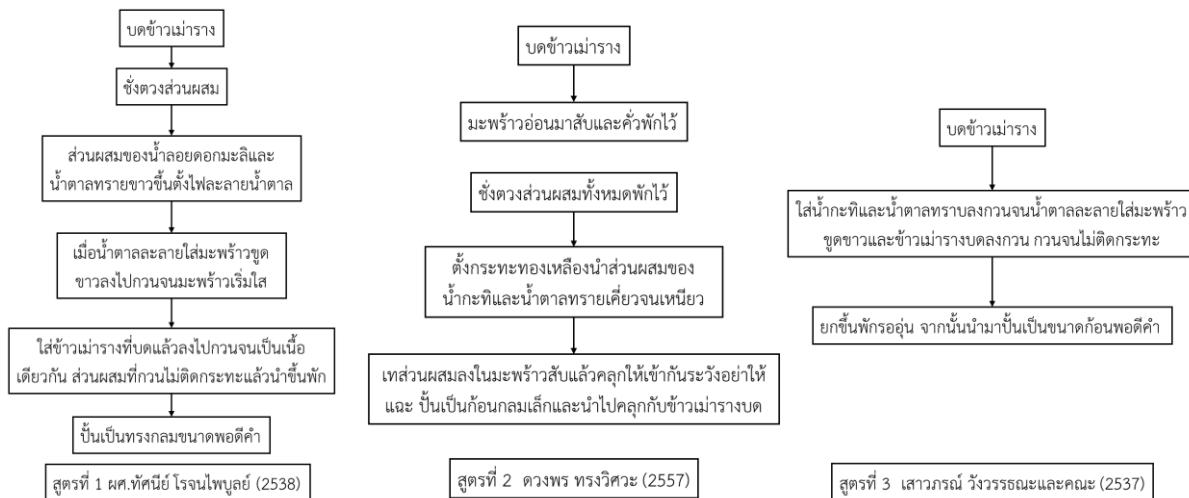 บดข้าวเม่าราง
ชั่งตวงส่วนผสม
ส่วนผสมของน้ำลอยดอกมะลิและ
น้ำตาลทรายขาวขึ้นตั้งไฟละลายน้ำตาล
เมื่อน้ำตาลละลายใส่มะพร้าวขูด
ขาวลงไปกวนจนมะพร้าวเริ่มใส
ใส่ข้าวเม่ารางที่บดแล้วลงไปกวนจนเป็นเนื้อ
เดียวกัน ส่วนผสมที่กวนไม่ติดกระทะแล้วนำขึ้นพัก
ปั้นเป็นทรงกลมขนาดพอดีคำ
สูตรที่ 1 ผศ.ทัศนีย์ โรจนไพบูลย์ (2538)
บดข้าวเม่าราง
มะพร้าวอ่อนมาสับและคั่วพักไว้
ชั่งตวงส่วนผสมทั้งหมดพักไว้
ตั้งกระทะทองเหลืองนำส่วนผสมของ
น้ำกะทิและน้ำตาลทรายเคี่ยวจนเหนียว
เทส่วนผสมลงในมะพร้าวสับแล้วคลุกให้เข้ากันระวังอย่าให้
แฉะ ปั้นเป็นก้อนกลมเล็กและนำไปคลุกกับข้าวเม่ารางบด
สูตรที่ 2 ดวงพร ทรงวิศวะ (2557)
บดข้าวเม่าราง
ใส่น้ำกะทิและน้ำตาลทราบลงกวนจนน้ำตาลละลายใส่มะพร้าว
ขูดขาวและข้าวเม่ารางบดลงกวน กวนจนไม่ติดกระทะ
ยกขึ้นพักรออุ่น จากนั้นนำมาปั้นเป็นขนาดก้อนพอดีคำ
สูตรที่ 3 เสาวภรณ์ วังวรรธณะและคณะ (2537)